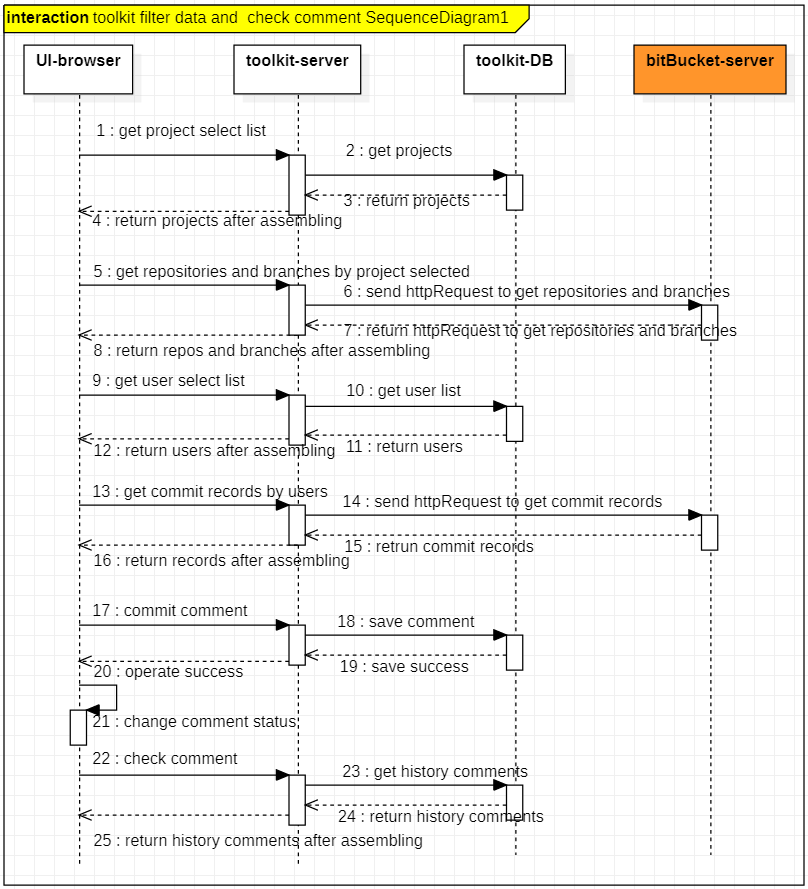 interaction toolkit filter data and  check comment SequenceDiagram1
UI-browser
toolkit-server
toolkit-DB
bitBucket-server
1 : get project select list
2 : get projects
3 : return projects
4 : return projects after assembling
5 : get repositories and branches by project selected
6 : send httpRequest to get repositories and branches
7 : return httpRequest to get repositories and branches
8 : return repos and branches after assembling
9 : get user select list
10 : get user list
11 : return users
12 : return users after assembling
13 : get commit records by users
14 : send httpRequest to get commit records
15 : retrun commit records
16 : return records after assembling
17 : commit comment
18 : save comment
19 : save success
20 : operate success
21 : change comment status
22 : check comment
23 : get history comments
24 : return history comments
25 : return history comments after assembling